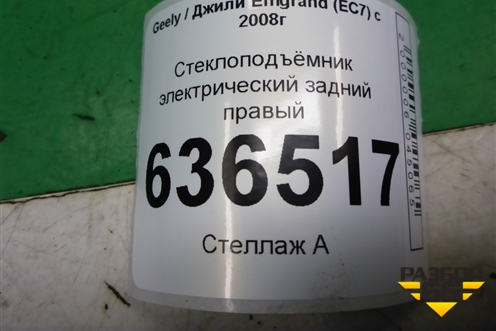 Geely / Джили Emgrand (EC7) с
2008г
Стеклоподъёмник
электрический задний
правый
636517
Стеллаж А